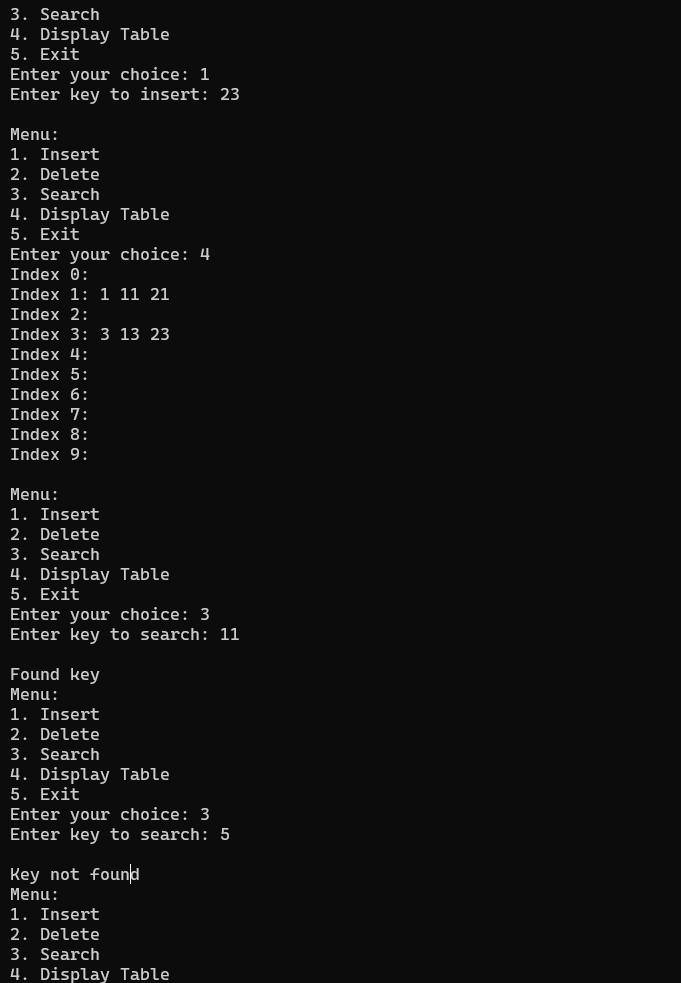 3. Search
4. Display Table
5. Exit
Enter your choice: 1
Enter key to insert: 23
Menu:
1. Insert
2. Delete
3. Search
4. Display Table
5. Exit
Enter your choice: 4
Index 0:
Index 1: 1 11 21
Index 2:
Index 3: 3 13 23
Index 4:
Index 5:
Index 6:
Index 7:
Index 8:
Index 9:
Menu:
1. Insert
2. Delete
3. Search
4. Display Table
5. Exit
Enter your choice: 3
Enter key to search: 11
Found key
Menu:
1. Insert
2. Delete
3. Search
4. Display Table
5. Exit
Enter your choice: 3
Enter key to search: 5
Key not found
Menu:
1. Insert
2. Delete
3. Search
4. Display Table